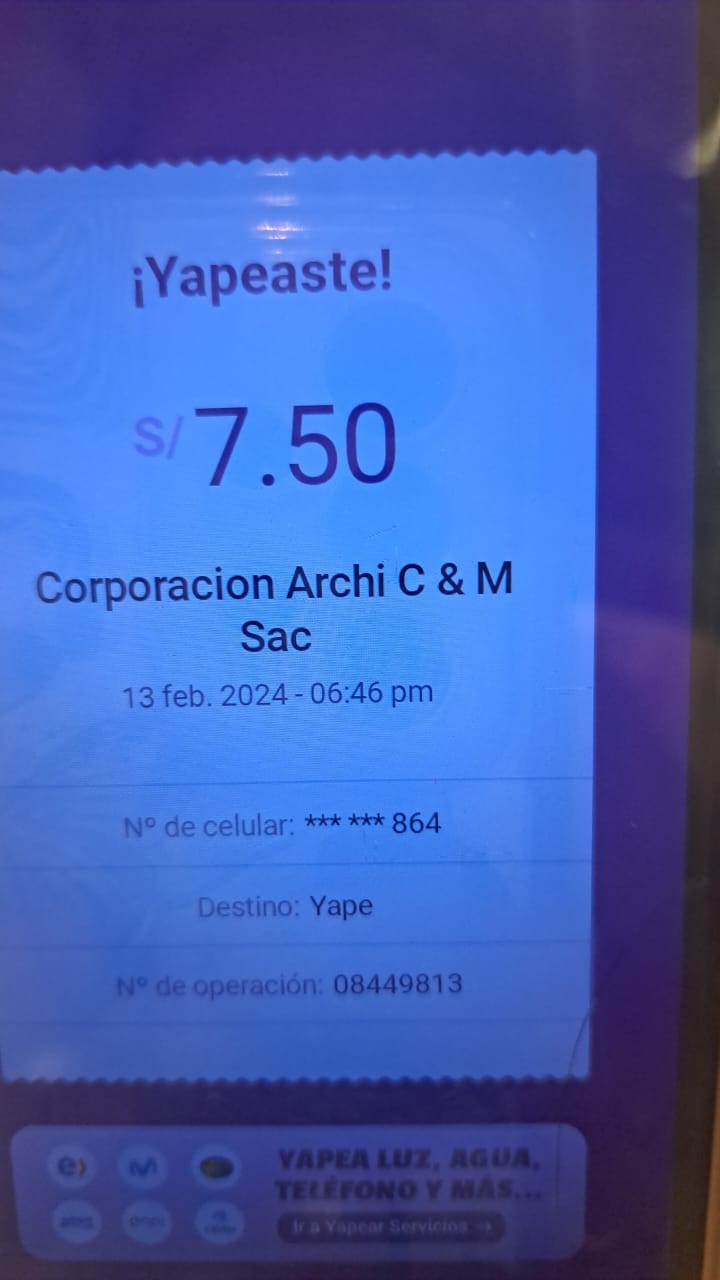 ¡Yapeaste!
S/ 7.50
Corporacion Archi C & M
Sac
13 feb. 2024 - 06:46 pm
Nº de celular: *** *** 864
Destino: Yape
Nº de operación: 08449813
YAPEA LUZ, AGUA,
TELÉFONO Y MÁS...
Ir a Yapear Servicios →